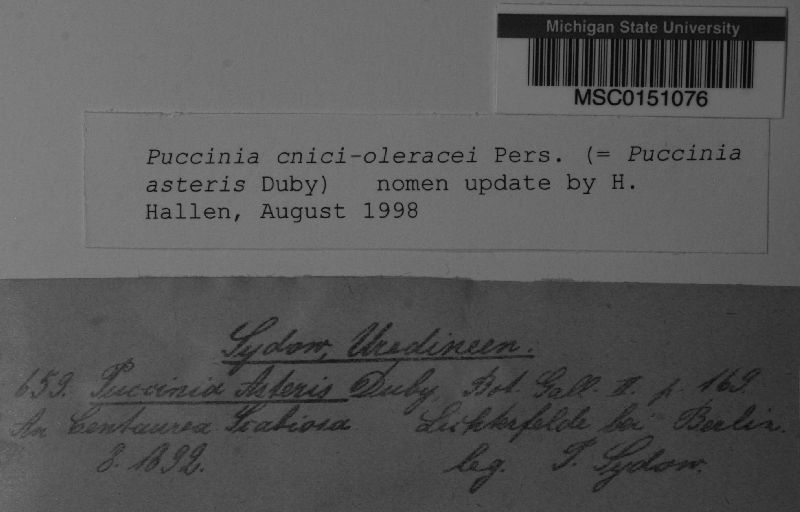 Michigan State University
MSC0151076
Puccinia cnici-oleracei Pers. (= Puccinia
asteris Duby) nomen update by H.
Hallen, August 1998
Sydow, Uredineen.
659. Puccinia Asteris Duby, Bot. Gall. II. p. 169.
An Centaurea Scabiosa Lichterfelde bei Berlin.
8. 1892. leg. P. Sydow.